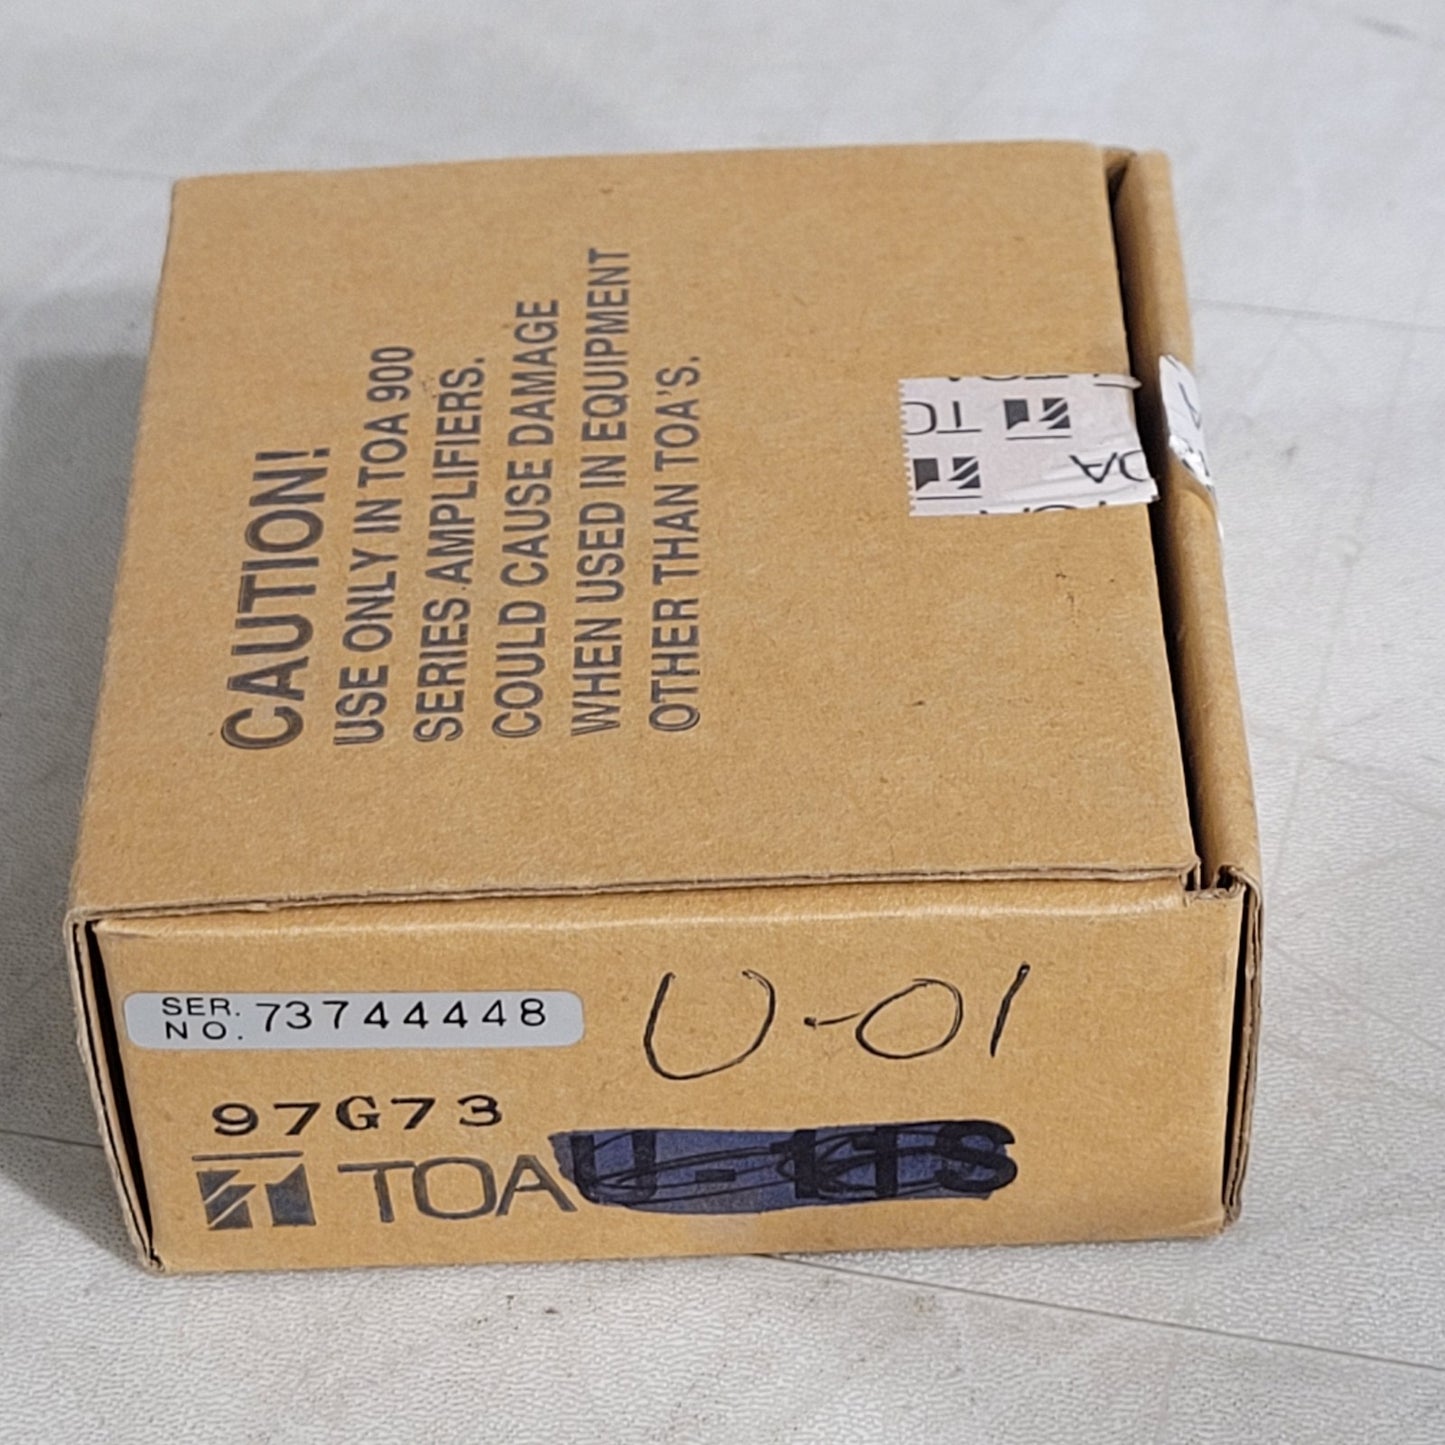 CAUTION!
USE ONLY IN TOA 900
SERIES AMPLIFIERS.
COULD CAUSE DAMAGE
WHEN USED IN EQUIPMENT
OTHER THAN TOA'S.
SER. NO. 73744448
U-01
97G73
TOA